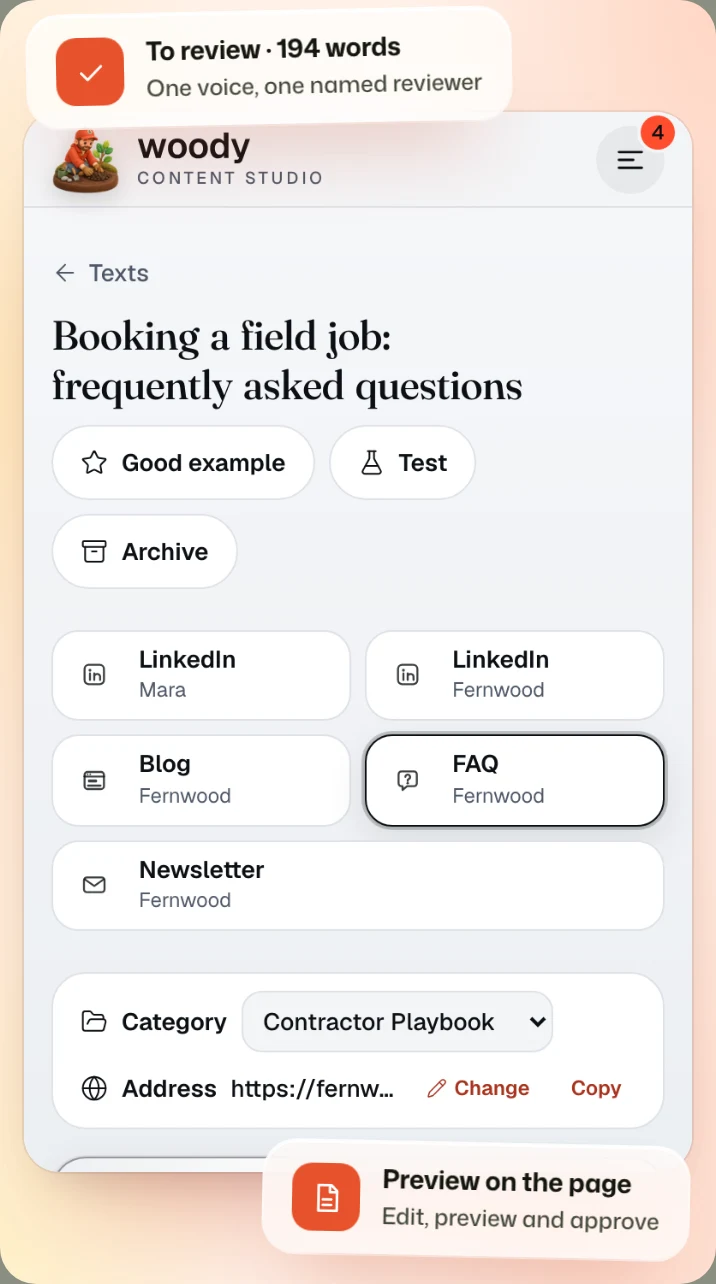 To review · 194 words
One voice, one named reviewer
4
woody
CONTENT STUDIO
Texts
Booking a field job:
frequently asked questions
Good example
Test
Archive
LinkedIn
Mara
LinkedIn
Fernwood
Blog
Fernwood
FAQ
Fernwood
Newsletter
Fernwood
Category
Contractor Playbook
Address https://fernw...
Change
Copy
Preview on the page
Edit, preview and approve